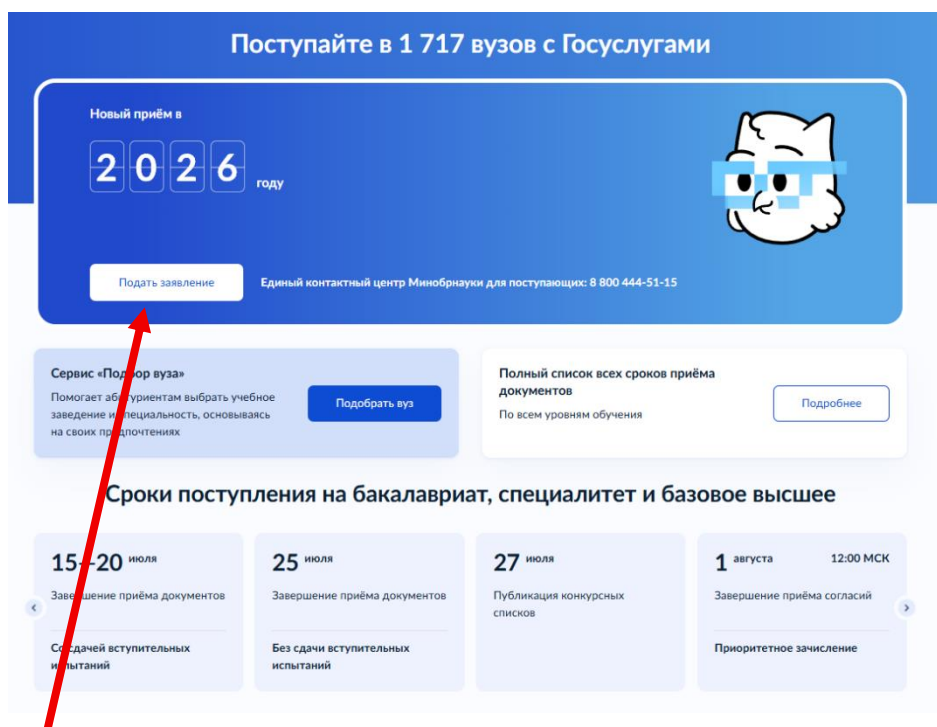 Поступайте в 1 717 вузов с Госуслугами
Новый приём в
2026 году
Подать заявление
Единый контактный центр Минобрнауки для поступающих: 8 800 444-51-15
Сервис «Подбор вуза»
Помогает абитуриентам выбрать учебное
заведение и специальность, основываясь
на своих предпочтениях
Подобрать вуз
Полный список всех сроков приёма
документов
По всем уровням обучения
Подробнее
Сроки поступления на бакалавриат, специалитет и базовое высшее
15–20 июля
Завершение приёма документов
Со сдачей вступительных
испытаний
25 июля
Завершение приёма документов
Без сдачи вступительных
испытаний
27 июля
Публикация конкурсных
списков
1 августа 12:00 МСК
Завершение приёма согласий
Приоритетное зачисление